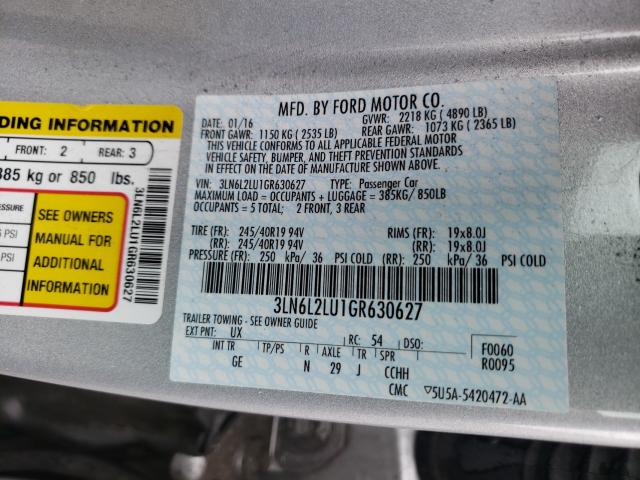 DING INFORMATION
FRONT: 2 REAR: 3
385 kg or 850 lbs.
SEE OWNERS
MANUAL FOR
ADDITIONAL
INFORMATION
3LN6L2LU1GR630627
MFD. BY FORD MOTOR CO.
DATE: 01/16 GVWR: 2218 KG ( 4890 LB)
FRONT GAWR: 1150 KG ( 2535 LB) REAR GAWR: 1073 KG ( 2365 LB)
THIS VEHICLE CONFORMS TO ALL APPLICABLE FEDERAL MOTOR
VEHICLE SAFETY, BUMPER, AND THEFT PREVENTION STANDARDS
IN EFFECT ON THE DATE OF MANUFACTURE SHOWN ABOVE.
VIN: 3LN6L2LU1GR630627 TYPE: Passenger Car
MAXIMUM LOAD = OCCUPANTS + LUGGAGE = 385KG/ 850LB
OCCUPANTS = 5 TOTAL; 2 FRONT, 3 REAR
TIRE (FR): 245/40R19 94V RIMS (FR): 19x8.0J
(RR): 245/40R19 94V (RR): 19x8.0J
PRESSURE (FR): 250 kPa/ 36 PSI COLD (RR): 250 kPa/ 36 PSI COLD
3LN6L2LU1GR630627
TRAILER TOWING - SEE OWNER GUIDE
EXT PNT: UX RC: 54 DSO: F0060
INT TR TP/PS R AXLE TR SPR R0095
GE N 29 J CCHH
CMC ▽5U5A-5420472-AA